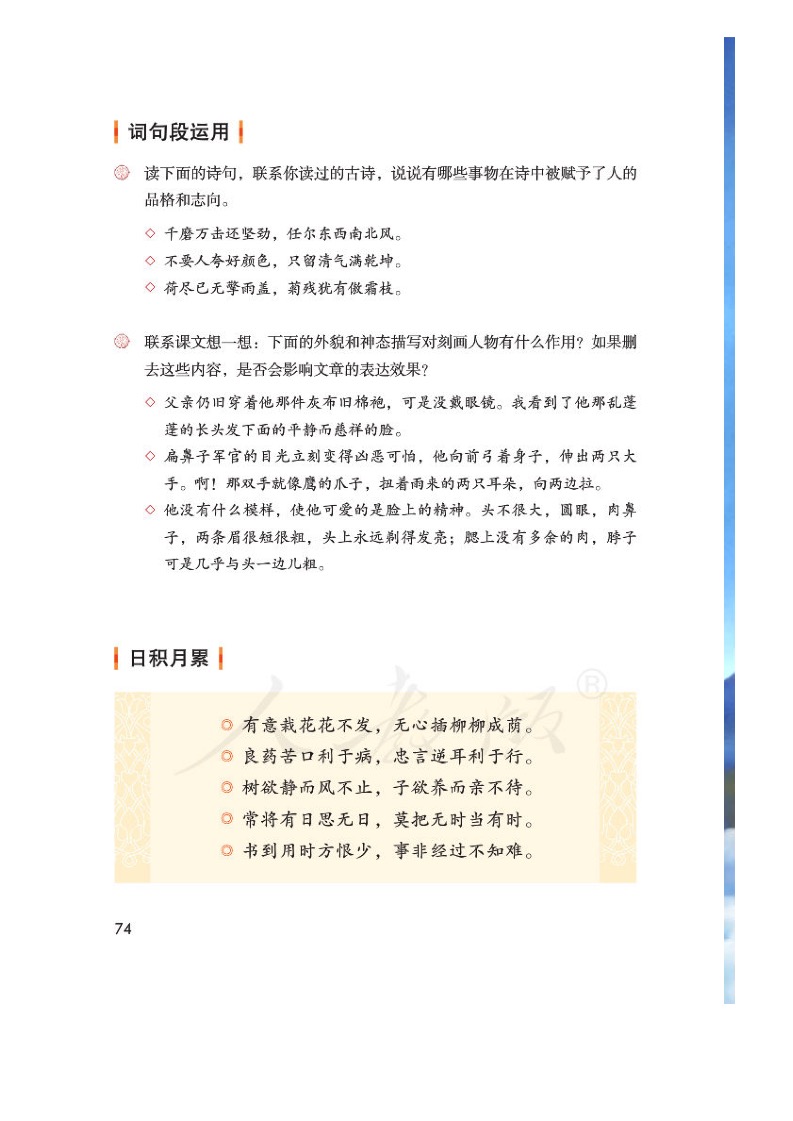 词句段运用
读下面的诗句，联系你读过的古诗，说说有哪些事物在诗中被赋予了人的
品格和志向。
千磨万击还坚劲，任尔东西南北风。
不要人夸好颜色，只留清气满乾坤。
荷尽已无擎雨盖，菊残犹有傲霜枝。
联系课文想一想：下面的外貌和神态描写对刻画人物有什么作用？如果删
去这些内容，是否会影响文章的表达效果？
父亲仍旧穿着他那件灰布旧棉袍，可是没戴眼镜。我看到了他那乱蓬
蓬的长头发下面的平静而慈祥的脸。
扁鼻子军官的目光立刻变得凶恶可怕，他向前弓着身子，伸出两只大
手。啊！那双手就像鹰的爪子，扭着雨来的两只耳朵，向两边拉。
他没有什么模样，使他可爱的是脸上的精神。头不很大，圆眼，肉鼻
子，两条眉很短很粗，头上永远剃得发亮；腮上没有多余的肉，脖子
可是几乎与头一边儿粗。
日积月累
人教版®
有意栽花花不发，无心插柳柳成荫。
良药苦口利于病，忠言逆耳利于行。
树欲静而风不止，子欲养而亲不待。
常将有日思无日，莫把无时当有时。
书到用时方恨少，事非经过不知难。
74